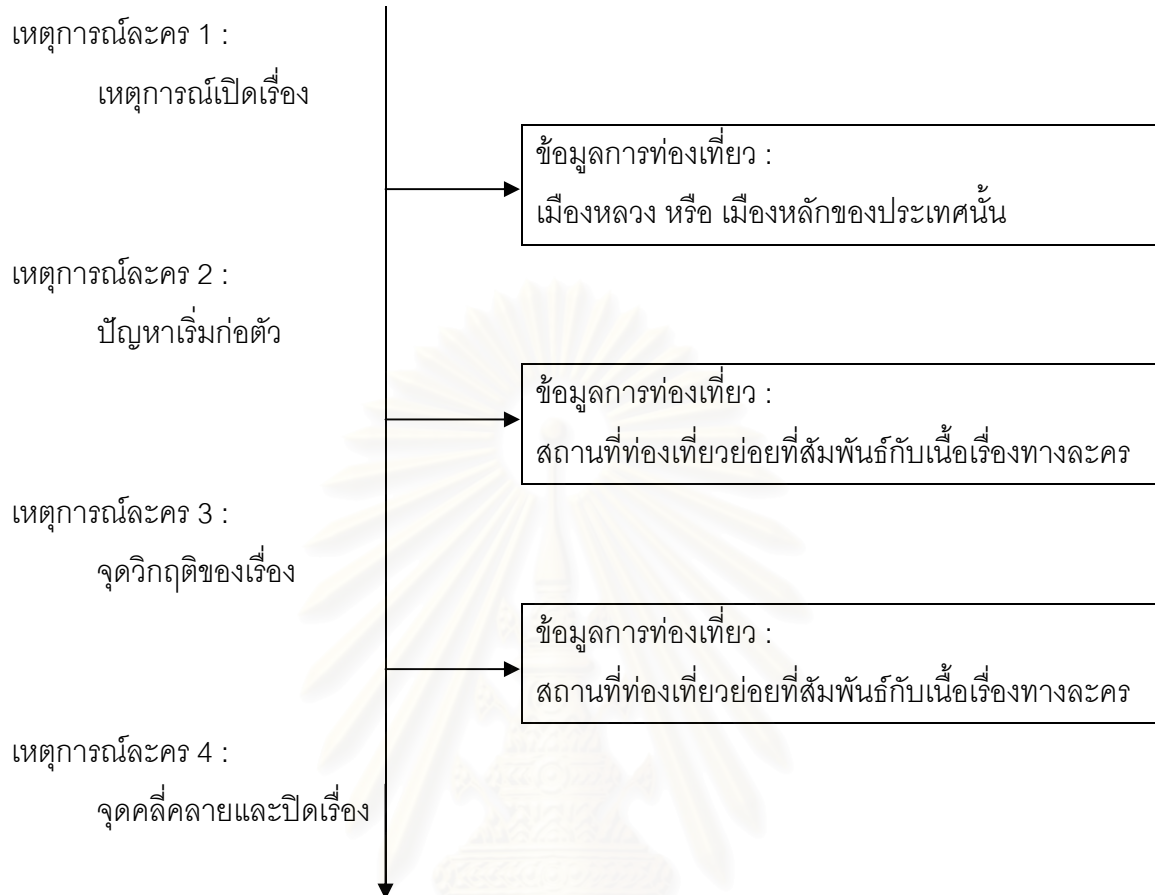 เหตุการณ์ละคร 1 :
เหตุการณ์เปิดเรื่อง
ข้อมูลการท่องเที่ยว :
เมืองหลวง หรือ เมืองหลักของประเทศนั้น
เหตุการณ์ละคร 2 :
ปัญหาเริ่มก่อตัว
ข้อมูลการท่องเที่ยว :
สถานที่ท่องเที่ยวย่อยที่สัมพันธ์กับเนื้อเรื่องทางละคร
เหตุการณ์ละคร 3 :
จุดวิกฤติของเรื่อง
ข้อมูลการท่องเที่ยว :
สถานที่ท่องเที่ยวย่อยที่สัมพันธ์กับเนื้อเรื่องทางละคร
เหตุการณ์ละคร 4 :
จุดคลี่คลายและปิดเรื่อง